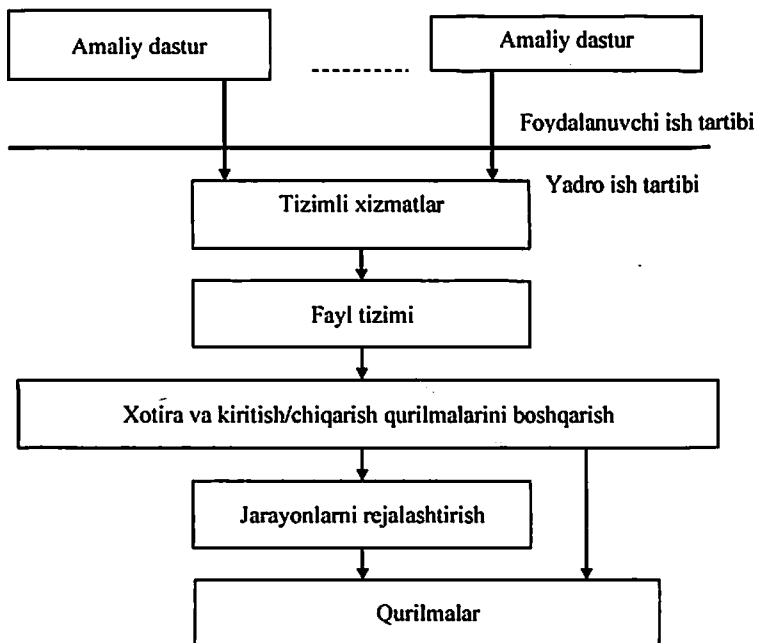 Amaliy dastur
Amaliy dastur
Foydalanuvchi ish tartibi
Yadro ish tartibi
Tizimli xizmatlar
Fayl tizimi
Xotira va kiritish/chiqarish qurilmalarini boshqarish
Jarayonlarni rejalashtirish
Qurilmalar